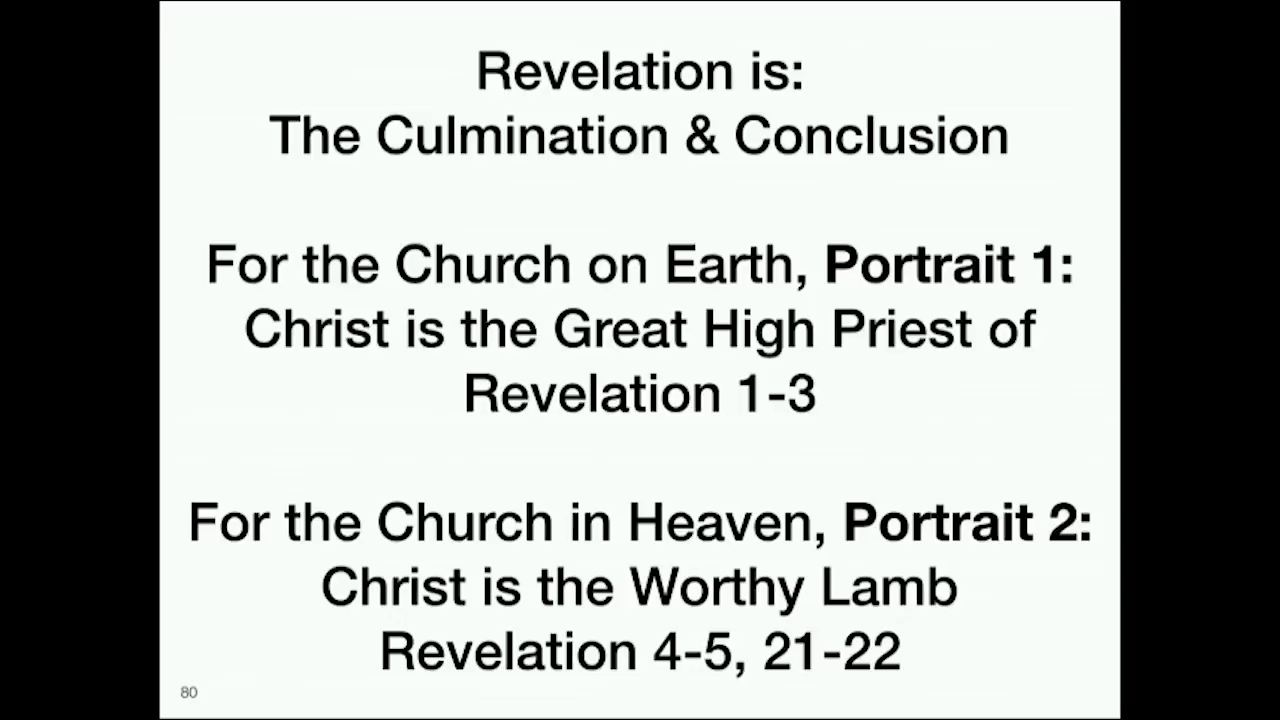 Revelation is:
The Culmination & Conclusion
For the Church on Earth, Portrait 1:
Christ is the Great High Priest of
Revelation 1-3
For the Church in Heaven, Portrait 2:
Christ is the Worthy Lamb
Revelation 4-5, 21-22
80